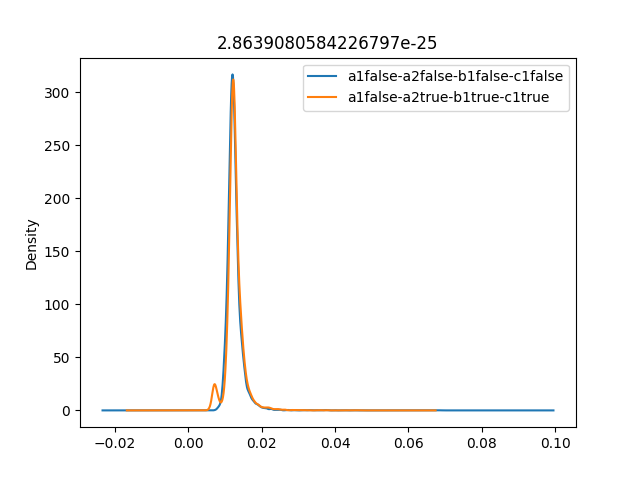 2.8639080584226797e-25
a1false-a2false-b1false-c1false
a1false-a2true-b1true-c1true
Density
300
250
200
150
100
50
0
−0.02 0.00 0.02 0.04 0.06 0.08 0.10